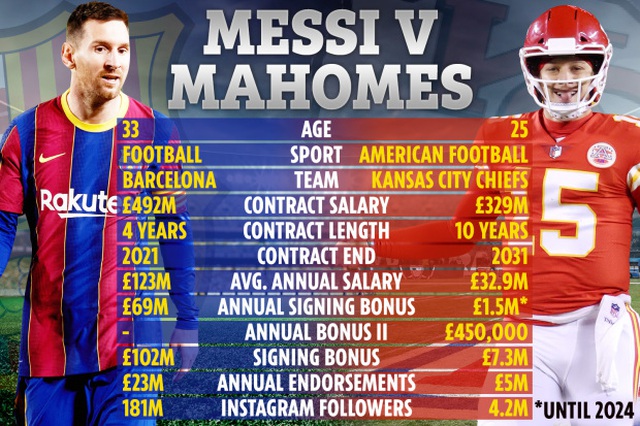 MESSI V
MAHOMES
33 AGE 25
FOOTBALL SPORT AMERICAN FOOTBALL
BARCELONA TEAM KANSAS CITY CHIEFS
£492M CONTRACT SALARY £329M
4 YEARS CONTRACT LENGTH 10 YEARS
2021 CONTRACT END 2031
£123M AVG. ANNUAL SALARY £32.9M
£69M ANNUAL SIGNING BONUS £1.5M*
- ANNUAL BONUS II £450,000
£102M SIGNING BONUS £7.3M
£23M ANNUAL ENDORSEMENTS £5M
181M INSTAGRAM FOLLOWERS 4.2M *UNTIL 2024
Rakute
5